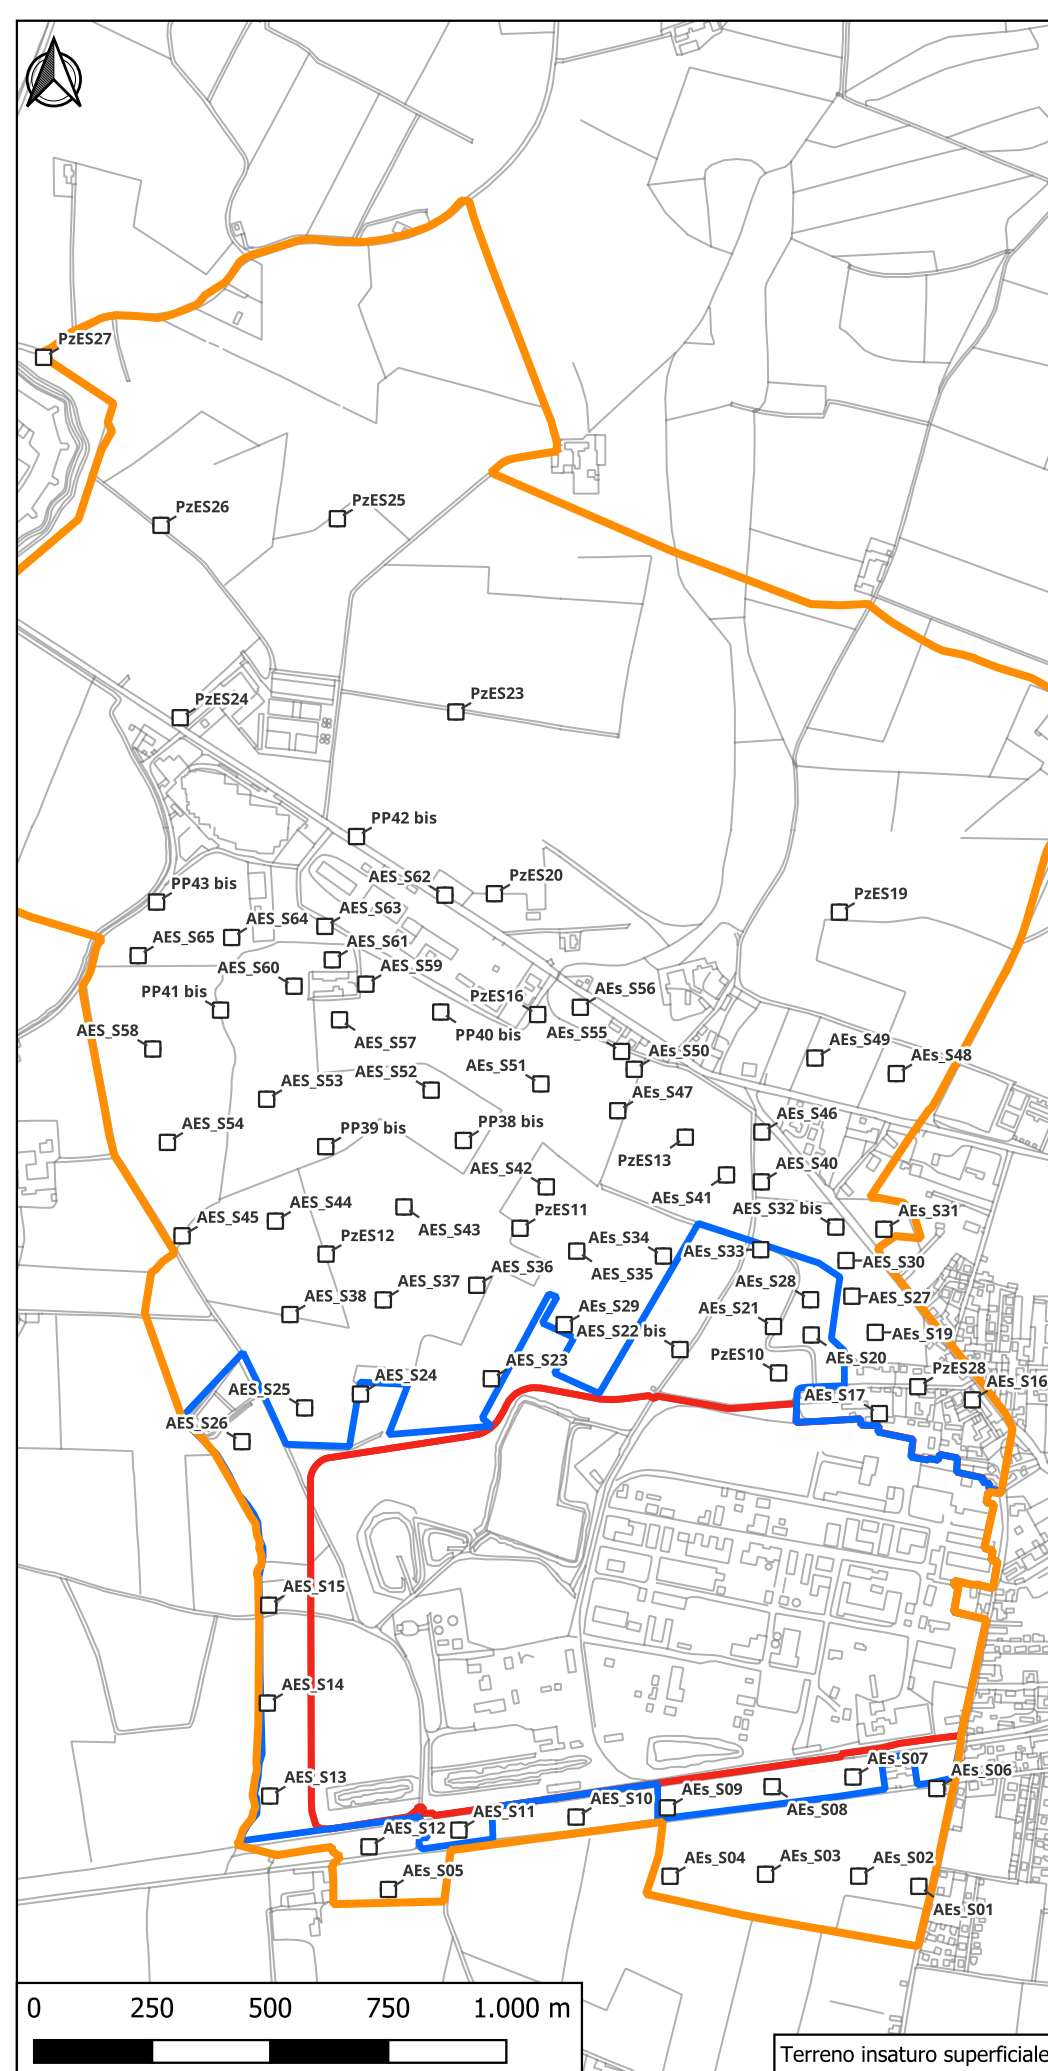 PzES27
PzES26
PzES25
PzES24
PzES23
PP42 bis
AES_S62
PzES20
PP43 bis
PzES19
AES_S63
AES_S64
AES_S65
AES_S61
AES_S60
AES_S59
PP41 bis
PzES16
AEs_S56
AES_S58
AES_S57
PP40 bis
AEs_S55
AEs_S50
AEs_S49
AEs_S48
AES_S53
AES_S52
AEs_S51
AEs_S47
AES_S54
PP39 bis
PP38 bis
PzES13
AEs_S46
AES_S42
AES_S41
AES_S40
AES_S45
AES_S44
AES_S43
PzES11
AES_S32 bis
AES_S31
PzES12
AEs_S34
AES_S35
AEs_S33
AES_S30
AES_S38
AES_S37
AES_S36
AEs_S28
AES_S27
AEs_S29
AES_S22 bis
AEs_S21
AEs_S20
AEs_S19
AES_S25
AES_S24
AES_S23
PzES10
PzES28
AES_S26
AEs_S17
AEs_S16
AES_S15
AES_S14
AES_S13
AES_S12
AES_S11
AES_S10
AEs_S09
AEs_S08
AEs_S07
AEs_S06
AEs_S05
AEs_S04
AEs_S03
AEs_S02
AEs_S01
0 250 500 750 1.000 m
Terreno insaturo superficiale